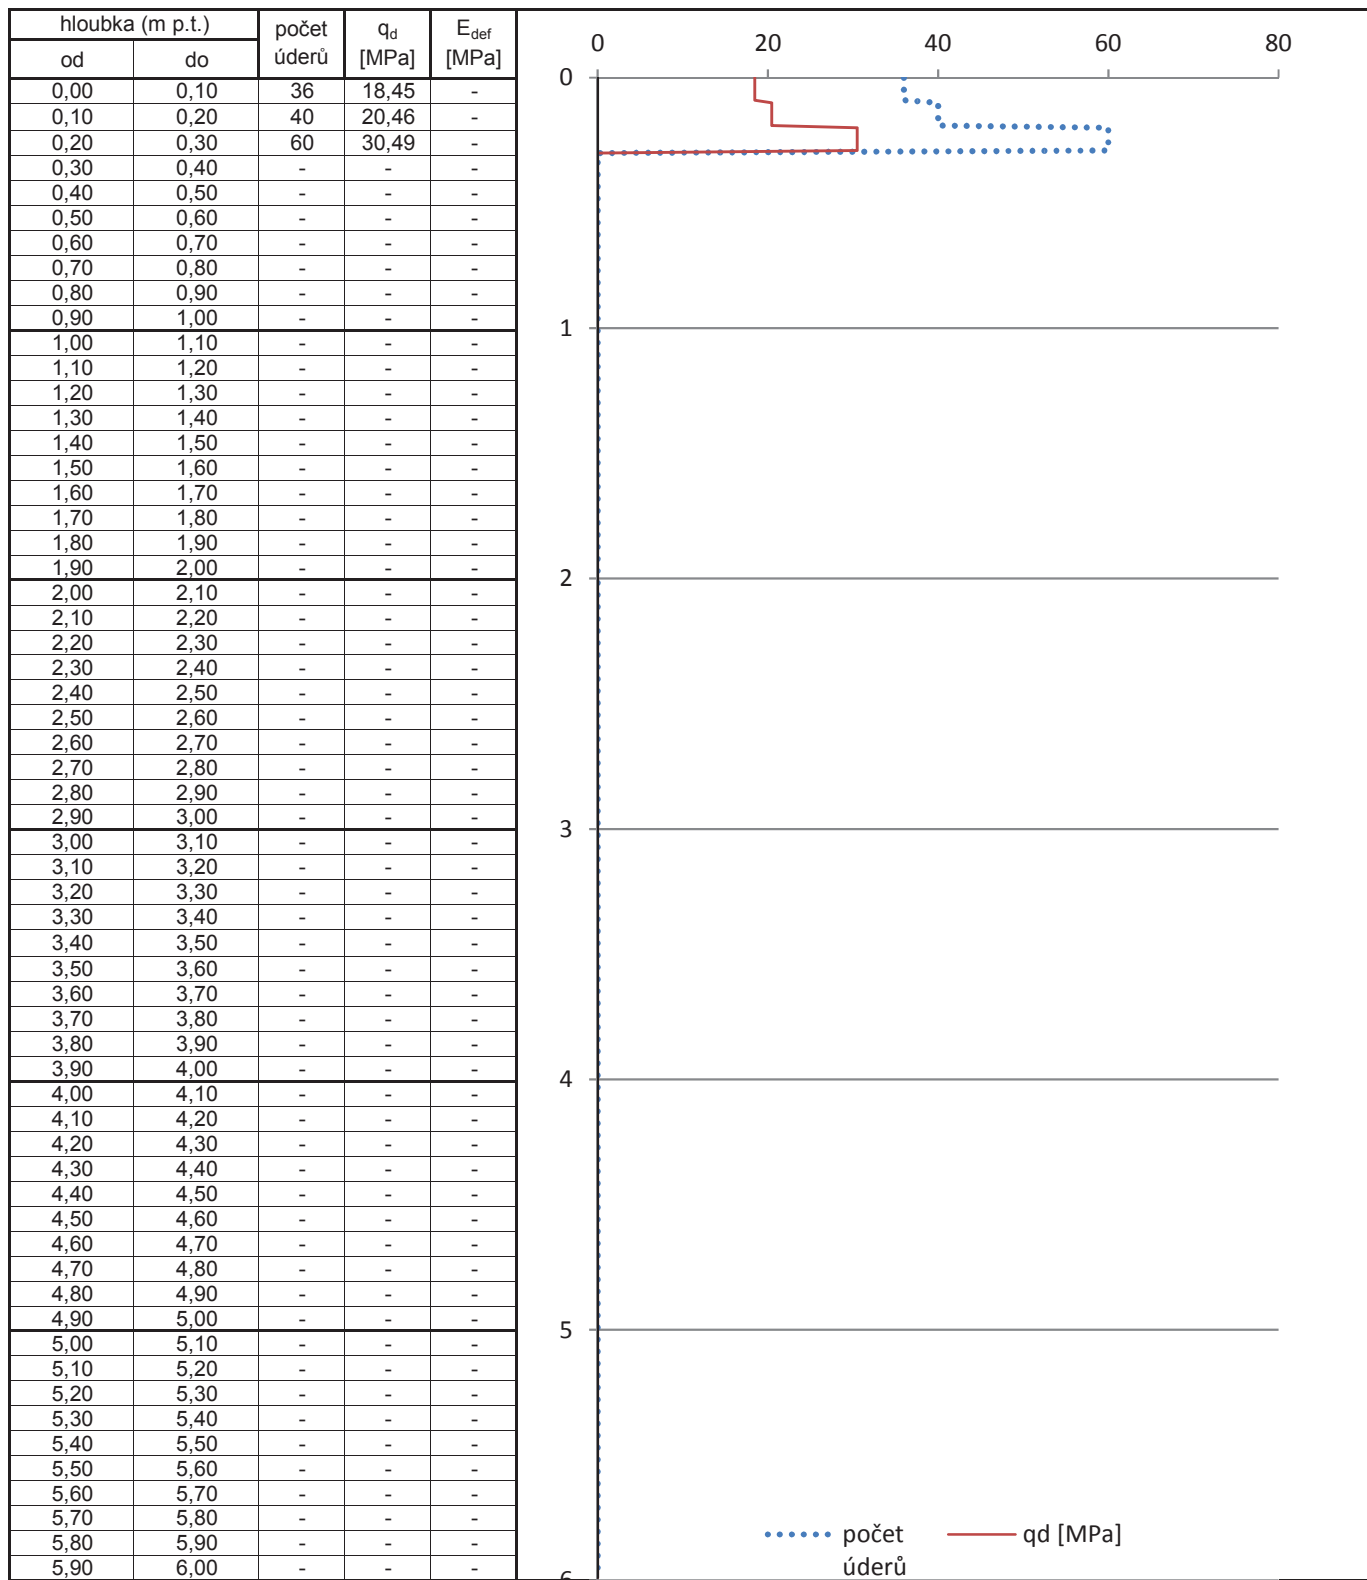 hloubka (m p.t.) počet úderů qd [MPa] Edef [MPa]
od do
0,00 0,10 36 18,45 -
0,10 0,20 40 20,46 -
0,20 0,30 60 30,49 -
0,30 0,40 - - -
0,40 0,50 - - -
0,50 0,60 - - -
0,60 0,70 - - -
0,70 0,80 - - -
0,80 0,90 - - -
0,90 1,00 - - -
1,00 1,10 - - -
1,10 1,20 - - -
1,20 1,30 - - -
1,30 1,40 - - -
1,40 1,50 - - -
1,50 1,60 - - -
1,60 1,70 - - -
1,70 1,80 - - -
1,80 1,90 - - -
1,90 2,00 - - -
2,00 2,10 - - -
2,10 2,20 - - -
2,20 2,30 - - -
2,30 2,40 - - -
2,40 2,50 - - -
2,50 2,60 - - -
2,60 2,70 - - -
2,70 2,80 - - -
2,80 2,90 - - -
2,90 3,00 - - -
3,00 3,10 - - -
3,10 3,20 - - -
3,20 3,30 - - -
3,30 3,40 - - -
3,40 3,50 - - -
3,50 3,60 - - -
3,60 3,70 - - -
3,70 3,80 - - -
3,80 3,90 - - -
3,90 4,00 - - -
4,00 4,10 - - -
4,10 4,20 - - -
4,20 4,30 - - -
4,30 4,40 - - -
4,40 4,50 - - -
4,50 4,60 - - -
4,60 4,70 - - -
4,70 4,80 - - -
4,80 4,90 - - -
4,90 5,00 - - -
5,00 5,10 - - -
5,10 5,20 - - -
5,20 5,30 - - -
5,30 5,40 - - -
5,40 5,50 - - -
5,50 5,60 - - -
5,60 5,70 - - -
5,70 5,80 - - -
5,80 5,90 - - -
5,90 6,00 - - -
0 20 40 60 80
0
1
2
3
4
5
6
počet
úderů
qd [MPa]